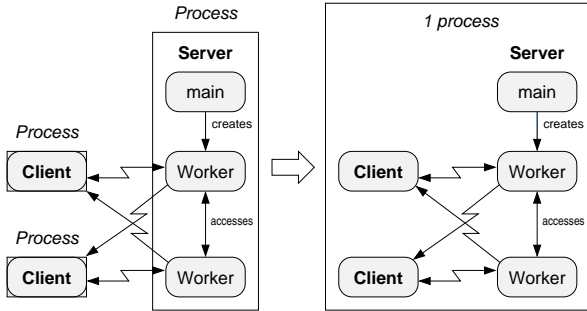 Process
Server
main
creates
Process
Client
Worker
accesses
Process
Client
Worker
1 process
Server
main
creates
Client
Worker
accesses
Client
Worker